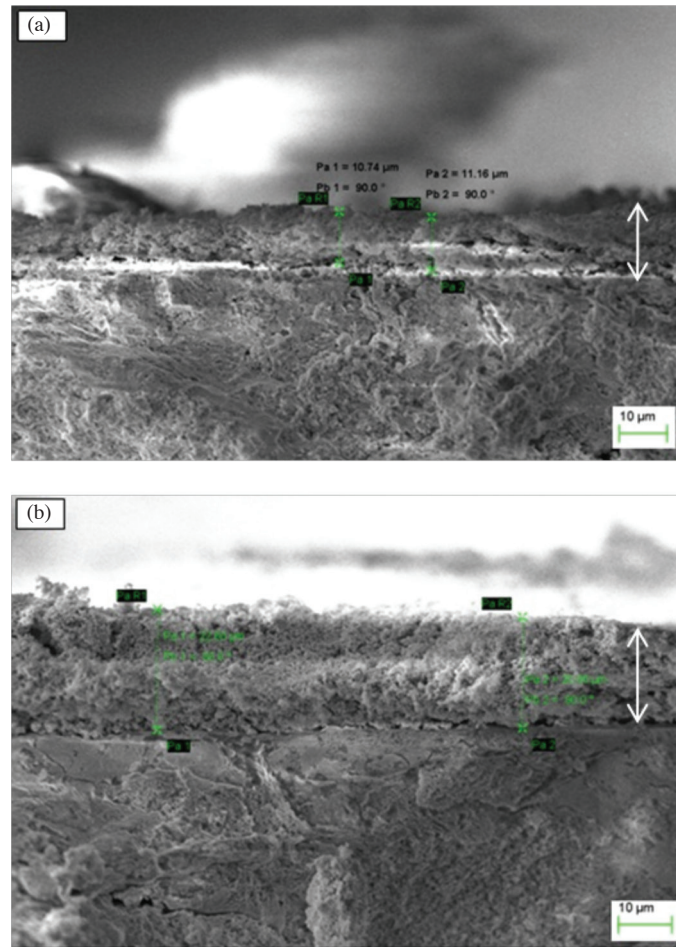 (a)
Pa 1 = 10.74 µm
Pb 1 = 90.0 °
Pa 2 = 11.16 µm
Pb 2 = 90.0 °
Pa R1
Pa R2
Pa 1
Pa 2
10 µm
(b)
Pa R1
Pa R2
Pa 1
Pa 2
10 µm